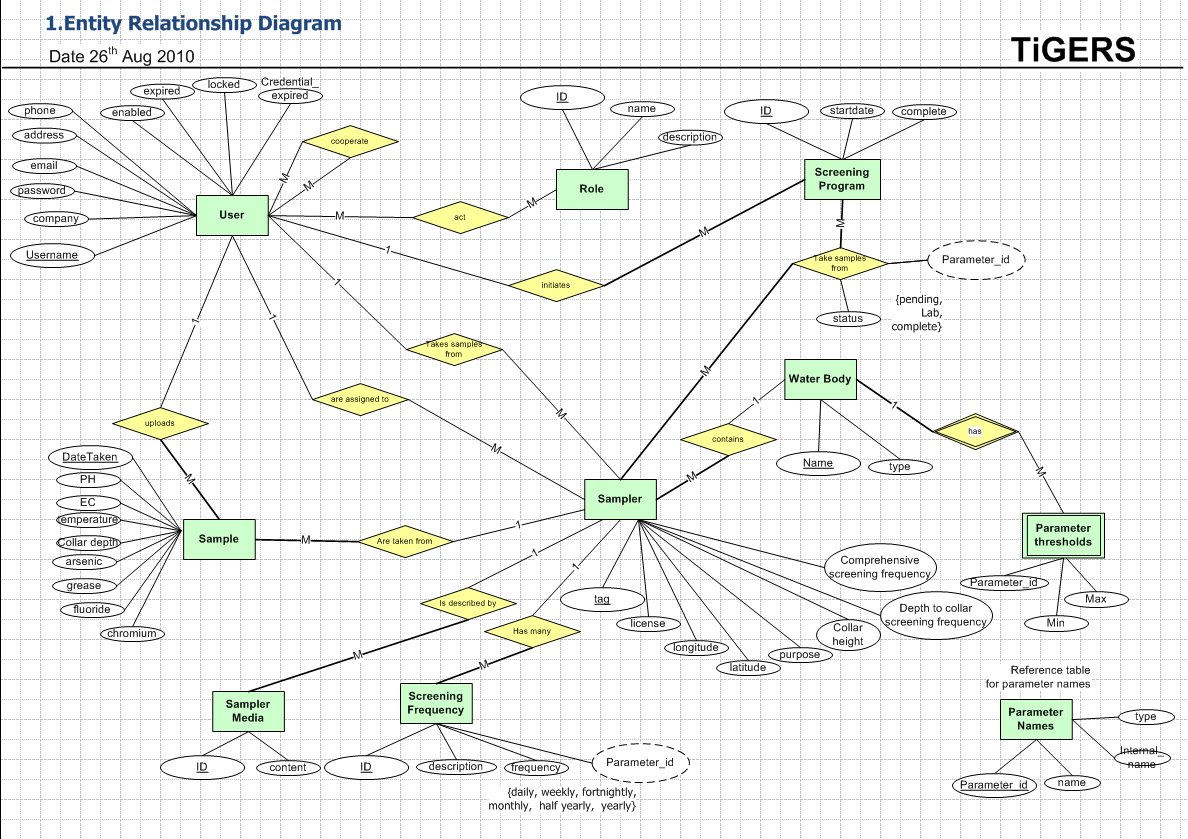 1.Entity Relationship Diagram
Date 26th Aug 2010
TiGERS
phone
address
email
password
company
Username
enabled
expired
locked
Credential_
expired
User
cooperate
M
M
act
M
M
ID
name
description
Role
ID
startdate
complete
Screening
Program
initiates
1
M
M
Take samples
from
Parameter_id
status
{pending,
Lab,
complete}
M
1
Takes samples
from
M
1
are assigned to
M
1
uploads
M
Water Body
Name
type
1
contains
M
1
has
M
Parameter
thresholds
Parameter_id
Min
Max
DateTaken
PH
EC
temperature
Collar depth
arsenic
grease
fluoride
chromium
Sample
M
Are taken from
1
Sampler
tag
license
longitude
latitude
purpose
Collar
height
Depth to collar
screening frequency
Comprehensive
screening frequency
1
Is described by
M
1
Has many
M
Sampler
Media
ID
content
Screening
Frequency
ID
description
frequency
Parameter_id
{daily, weekly, fortnightly,
monthly, half yearly, yearly}
Reference table
for parameter names
Parameter
Names
type
Internal_
name
name
Parameter_id